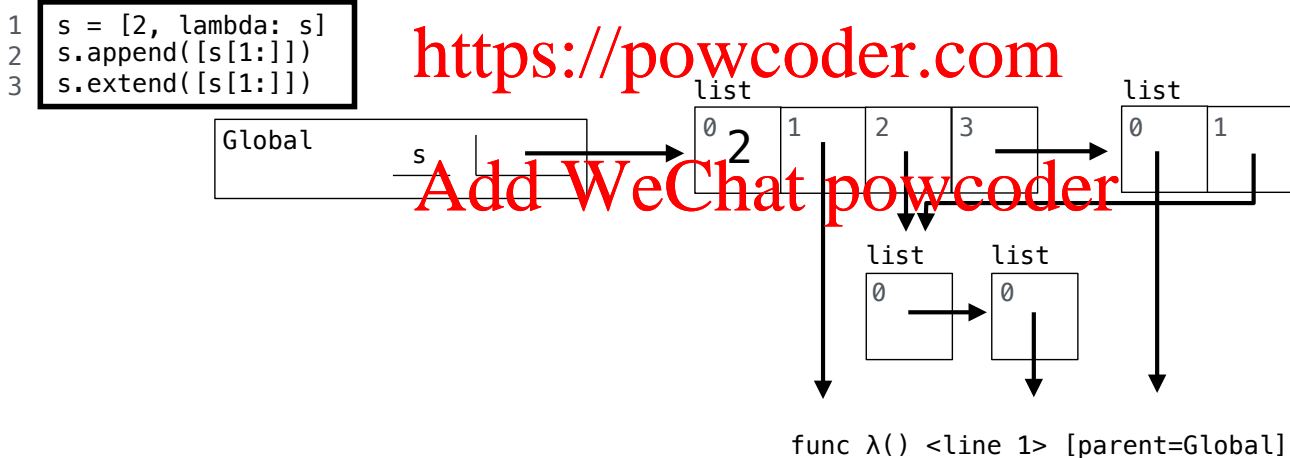 1 s = [2, lambda: s]
2 s.append([s[1:]])
3 s.extend([s[1:]])
https://powcoder.com
list list
Global s 0 2 1 2 3 0 1
Add WeChat powcoder
list list
0 0
func λ() <line 1> [parent=Global]